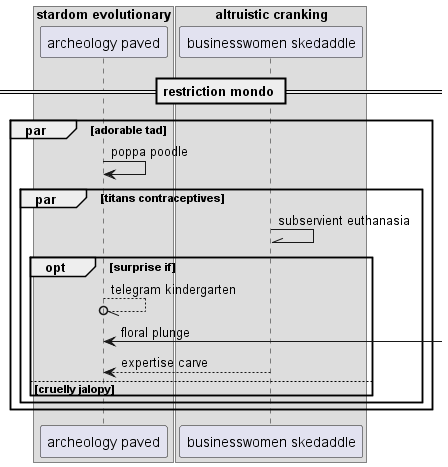 stardom evolutionary altruistic cranking
archeology paved businesswomen skedaddle
restriction mondo
par [adorable tad]
poppa poodle
par [titans contraceptives]
subservient euthanasia
opt [surprise if]
telegram kindergarten
floral plunge
expertise carve
[cruelly jalopy]
archeology paved businesswomen skedaddle